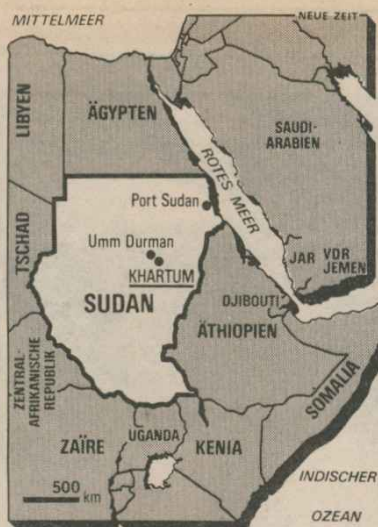 MITTELMEER
NEUE ZEIT
LIBYEN
ÄGYPTEN
SAUDI-
ARABIEN
ROTES MEER
Port Sudan
TSCHAD
Umm Durman
KHARTUM
JAR
VDR
JEMEN
SUDAN
DJIBOUTI
ÄTHIOPIEN
ZENTRAL-
AFRIKANISCHE
REPUBLIK
SOMALIA
ZAÏRE
UGANDA
KENIA
500
km
INDISCHER
OZEAN